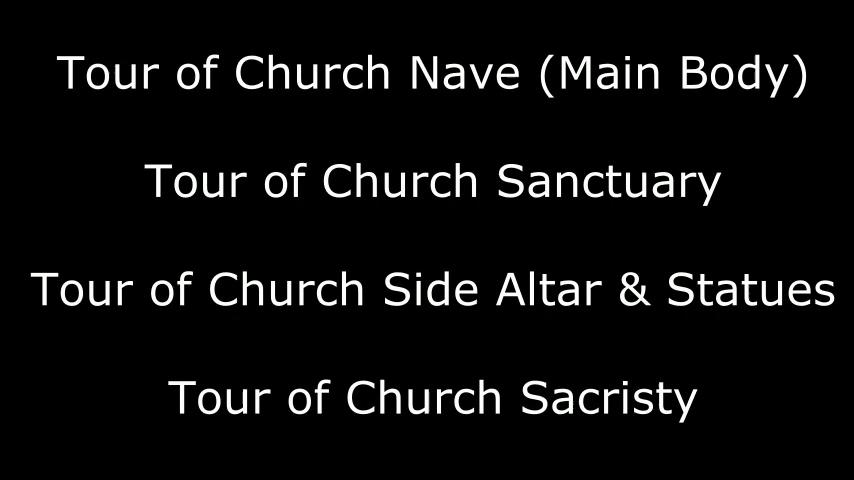 Tour of Church Nave (Main Body)
Tour of Church Sanctuary
Tour of Church Side Altar & Statues
Tour of Church Sacristy